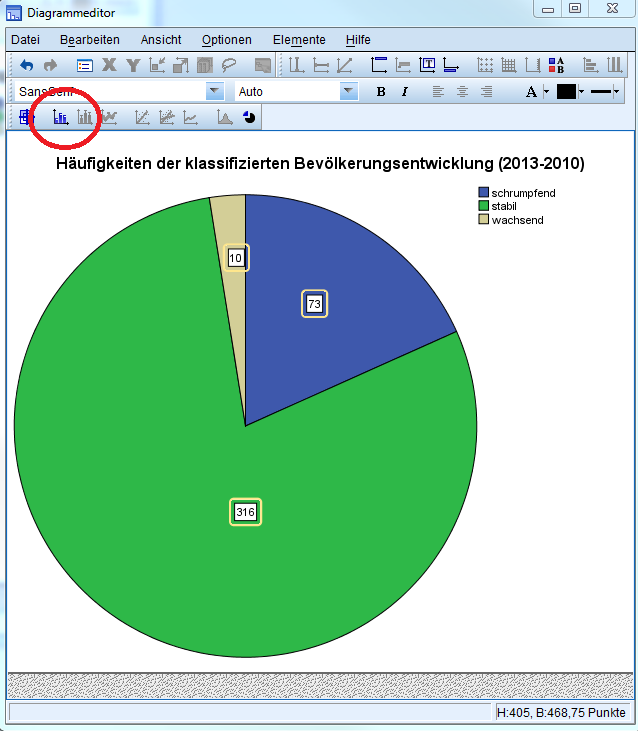 Diagrammeditor
Datei Bearbeiten Ansicht Optionen Elemente Hilfe
X Y
SansSerif Auto B I A
Häufigkeiten der klassifizierten Bevölkerungsentwicklung (2013-2010)
schrumpfend
stabil
wachsend
10
73
316
H:405, B:468,75 Punkte